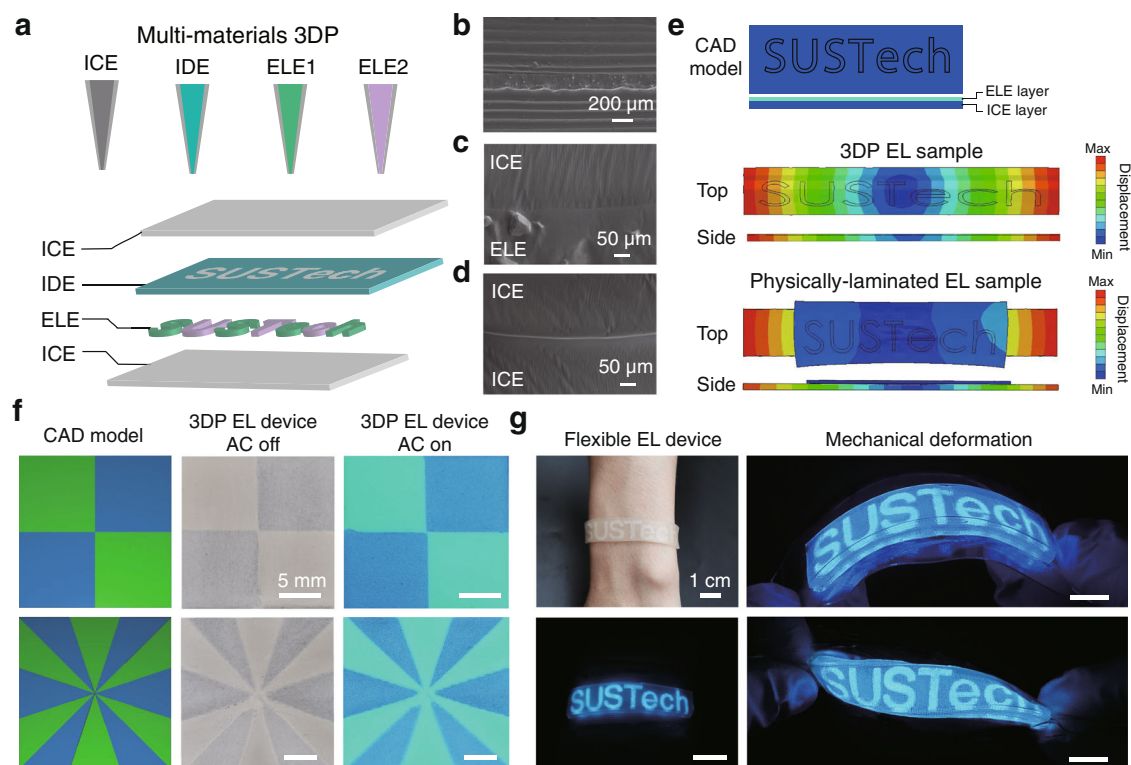 a
Multi-materials 3DP
ICE
IDE
ELE1
ELE2
ICE
IDE
SUSTech
ELE
SUSTech
ICE
b
200 µm
c
ICE
50 µm
ELE
d
ICE
50 µm
ICE
e
CAD
model
SUSTech
ELE layer
ICE layer
3DP EL sample
Top
SUSTech
Side
Max
Displacement
Min
Physically-laminated EL sample
Top
SUSTech
Side
Max
Displacement
Min
f
CAD model
3DP EL device
AC off
3DP EL device
AC on
5 mm
g
Flexible EL device
Mechanical deformation
SUSTec
1 cm
SUSTech
SUSTech
SUSTech